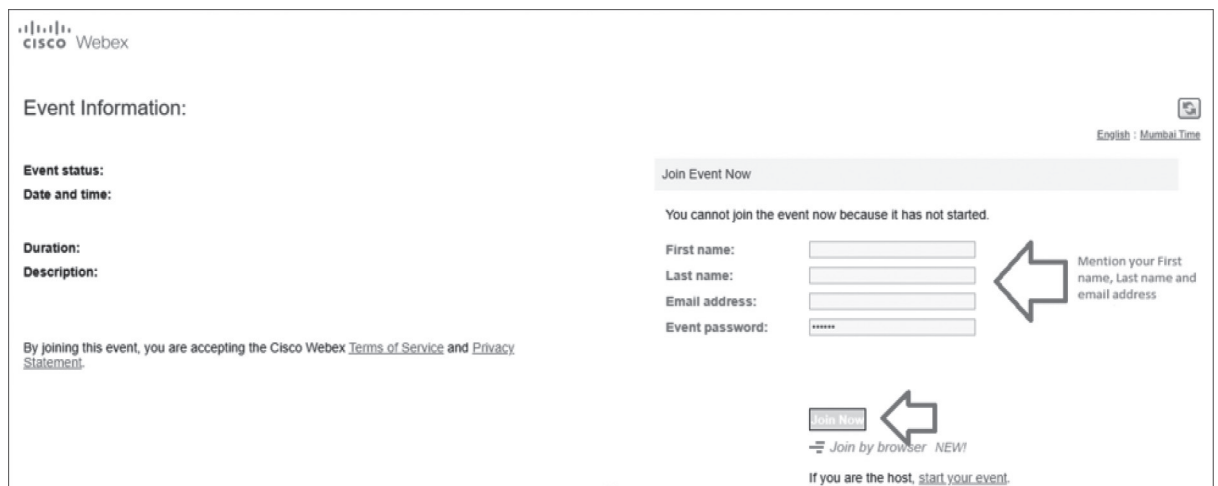 cisco Webex
Event Information:
English : Mumbai Time
Event status:
Date and time:
Duration:
Description:
By joining this event, you are accepting the Cisco Webex Terms of Service and Privacy
Statement.
Join Event Now
You cannot join the event now because it has not started.
First name:
Last name:
Email address:
Event password:
Mention your First
name, Last name and
email address
Join Now
Join by browser NEW!
If you are the host, start your event.